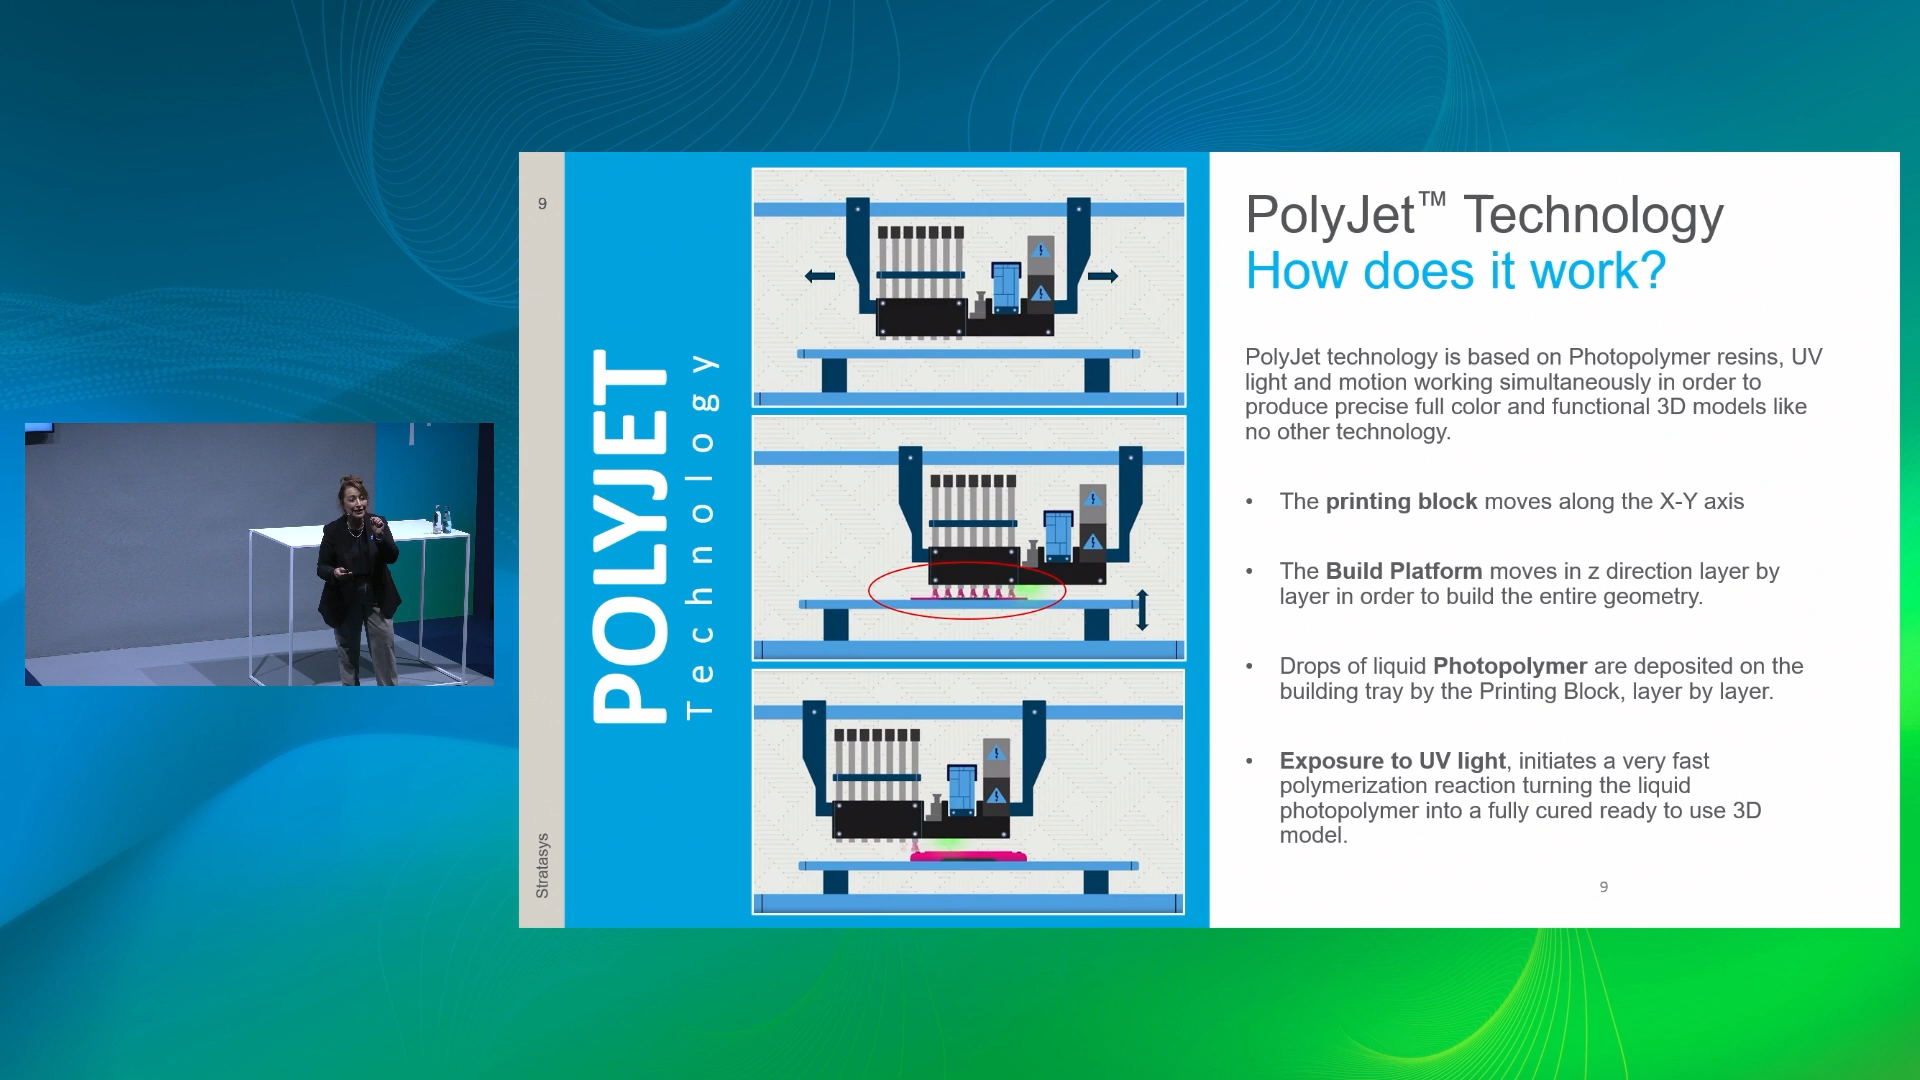 9
Stratasys
POLYJET
Technology
PolyJet™ Technology
How does it work?
PolyJet technology is based on Photopolymer resins, UV
light and motion working simultaneously in order to
produce precise full color and functional 3D models like
no other technology.
• The printing block moves along the X-Y axis
• The Build Platform moves in z direction layer by
layer in order to build the entire geometry.
• Drops of liquid Photopolymer are deposited on the
building tray by the Printing Block, layer by layer.
• Exposure to UV light, initiates a very fast
polymerization reaction turning the liquid
photopolymer into a fully cured ready to use 3D
model.
9